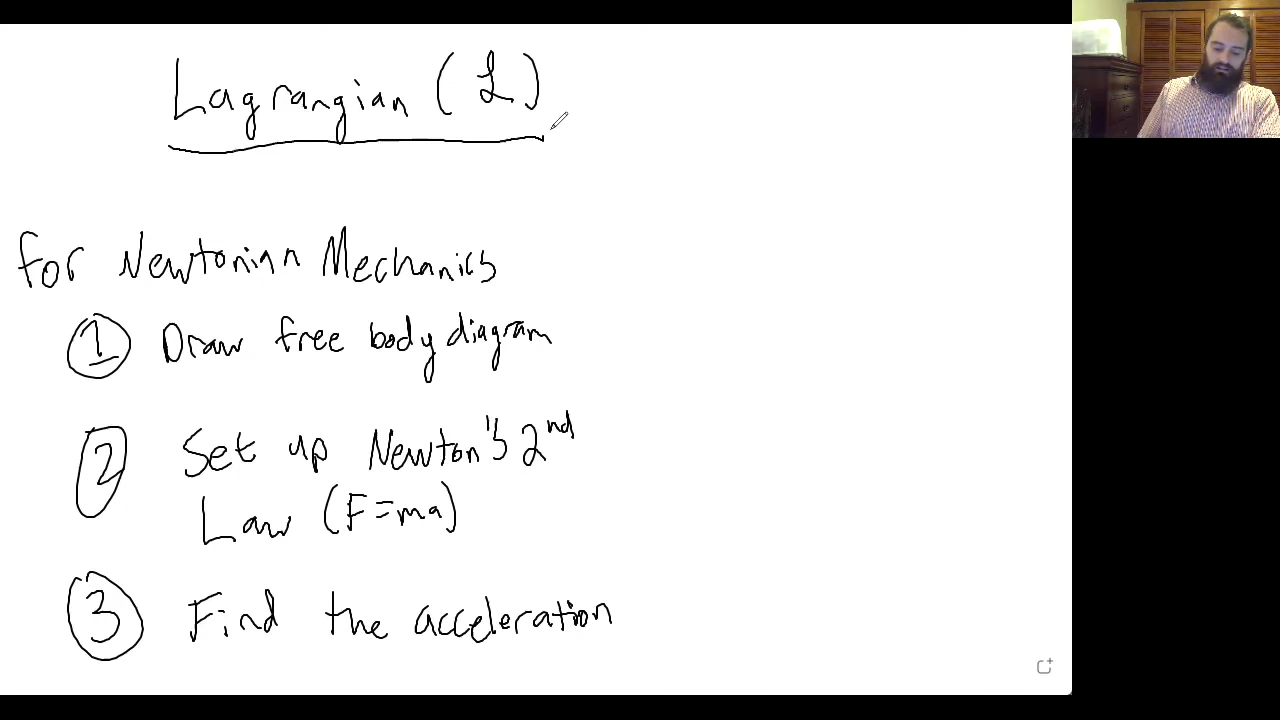 Lagrangian (ℒ)
For Newtonian Mechanics
1 Draw free body diagram
2 Set up Newton's 2nd
Law (F=ma)
3 Find the acceleration